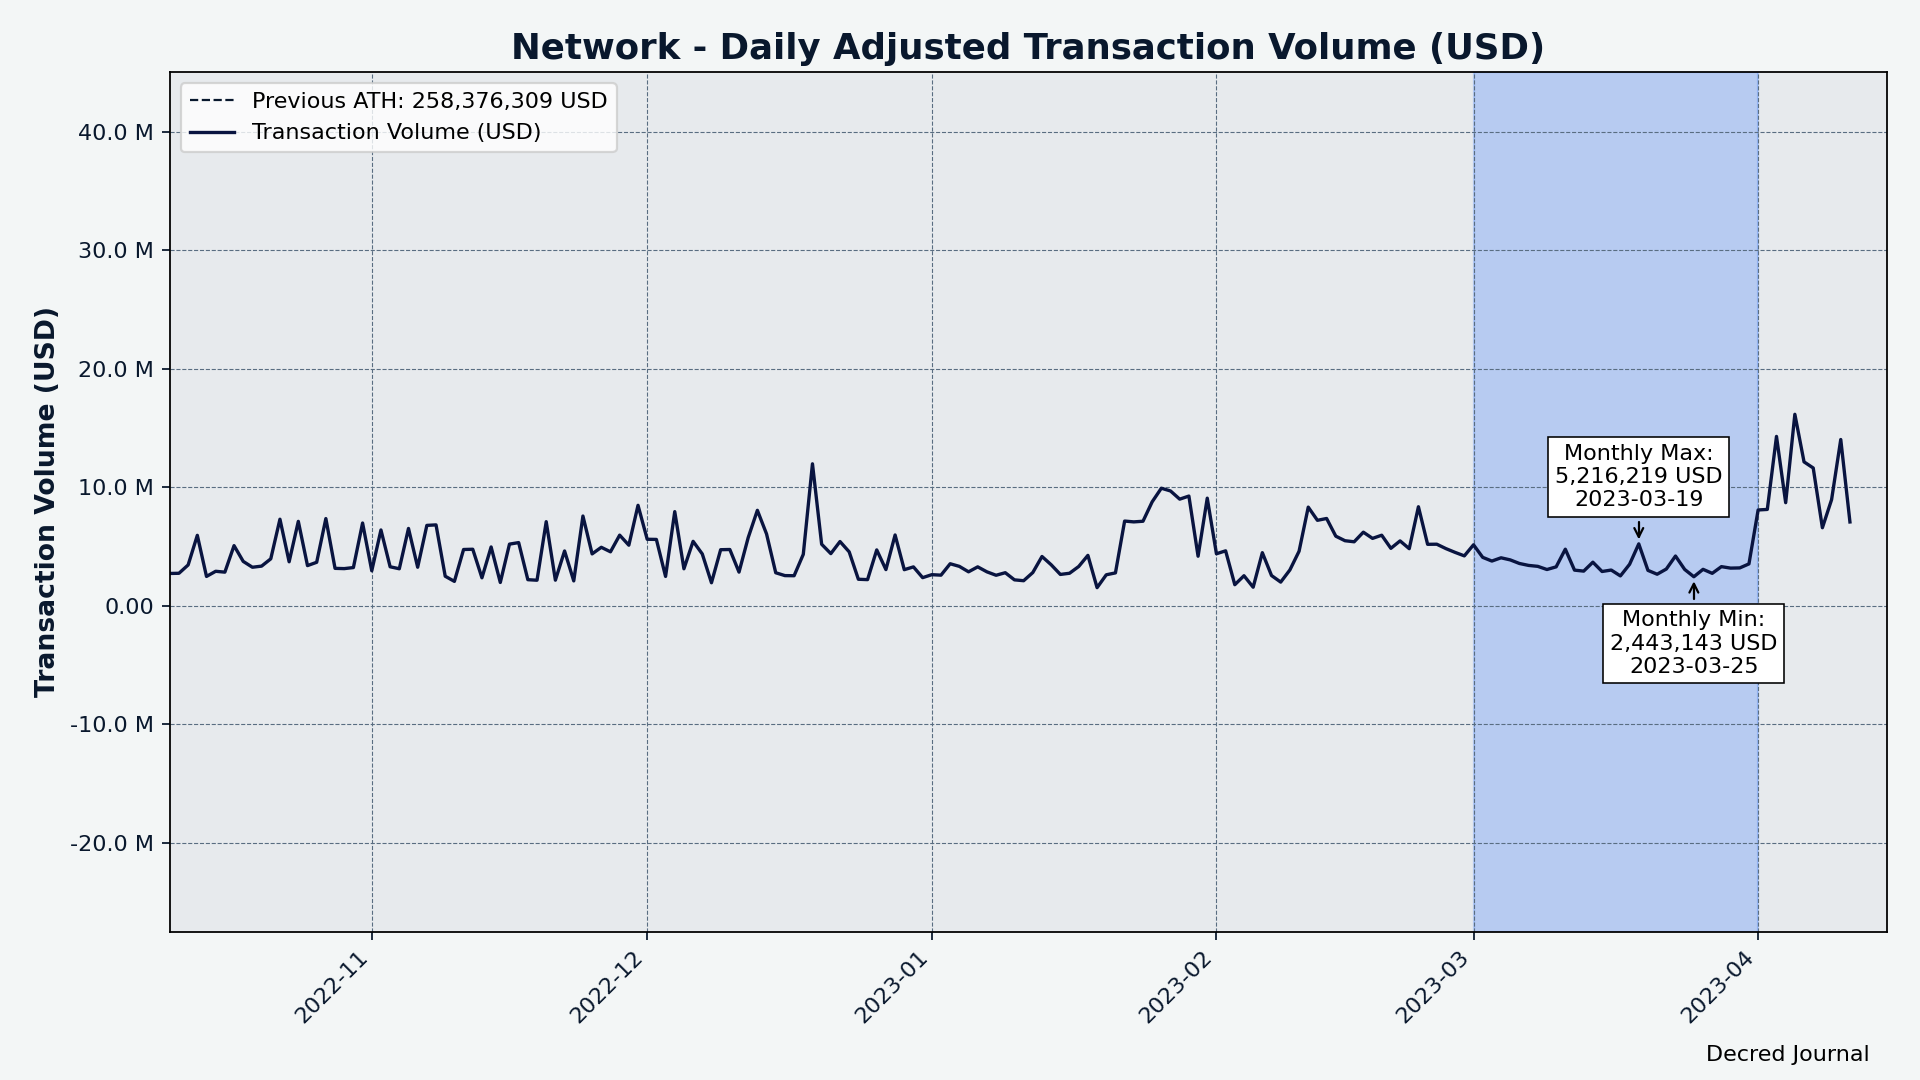 Network - Daily Adjusted Transaction Volume (USD)
Previous ATH: 258,376,309 USD
Transaction Volume (USD)
Transaction Volume (USD)
40.0 M
30.0 M
20.0 M
10.0 M
0.00
-10.0 M
-20.0 M
Monthly Max:
5,216,219 USD
2023-03-19
Monthly Min:
2,443,143 USD
2023-03-25
2022-11
2022-12
2023-01
2023-02
2023-03
2023-04
Decred Journal